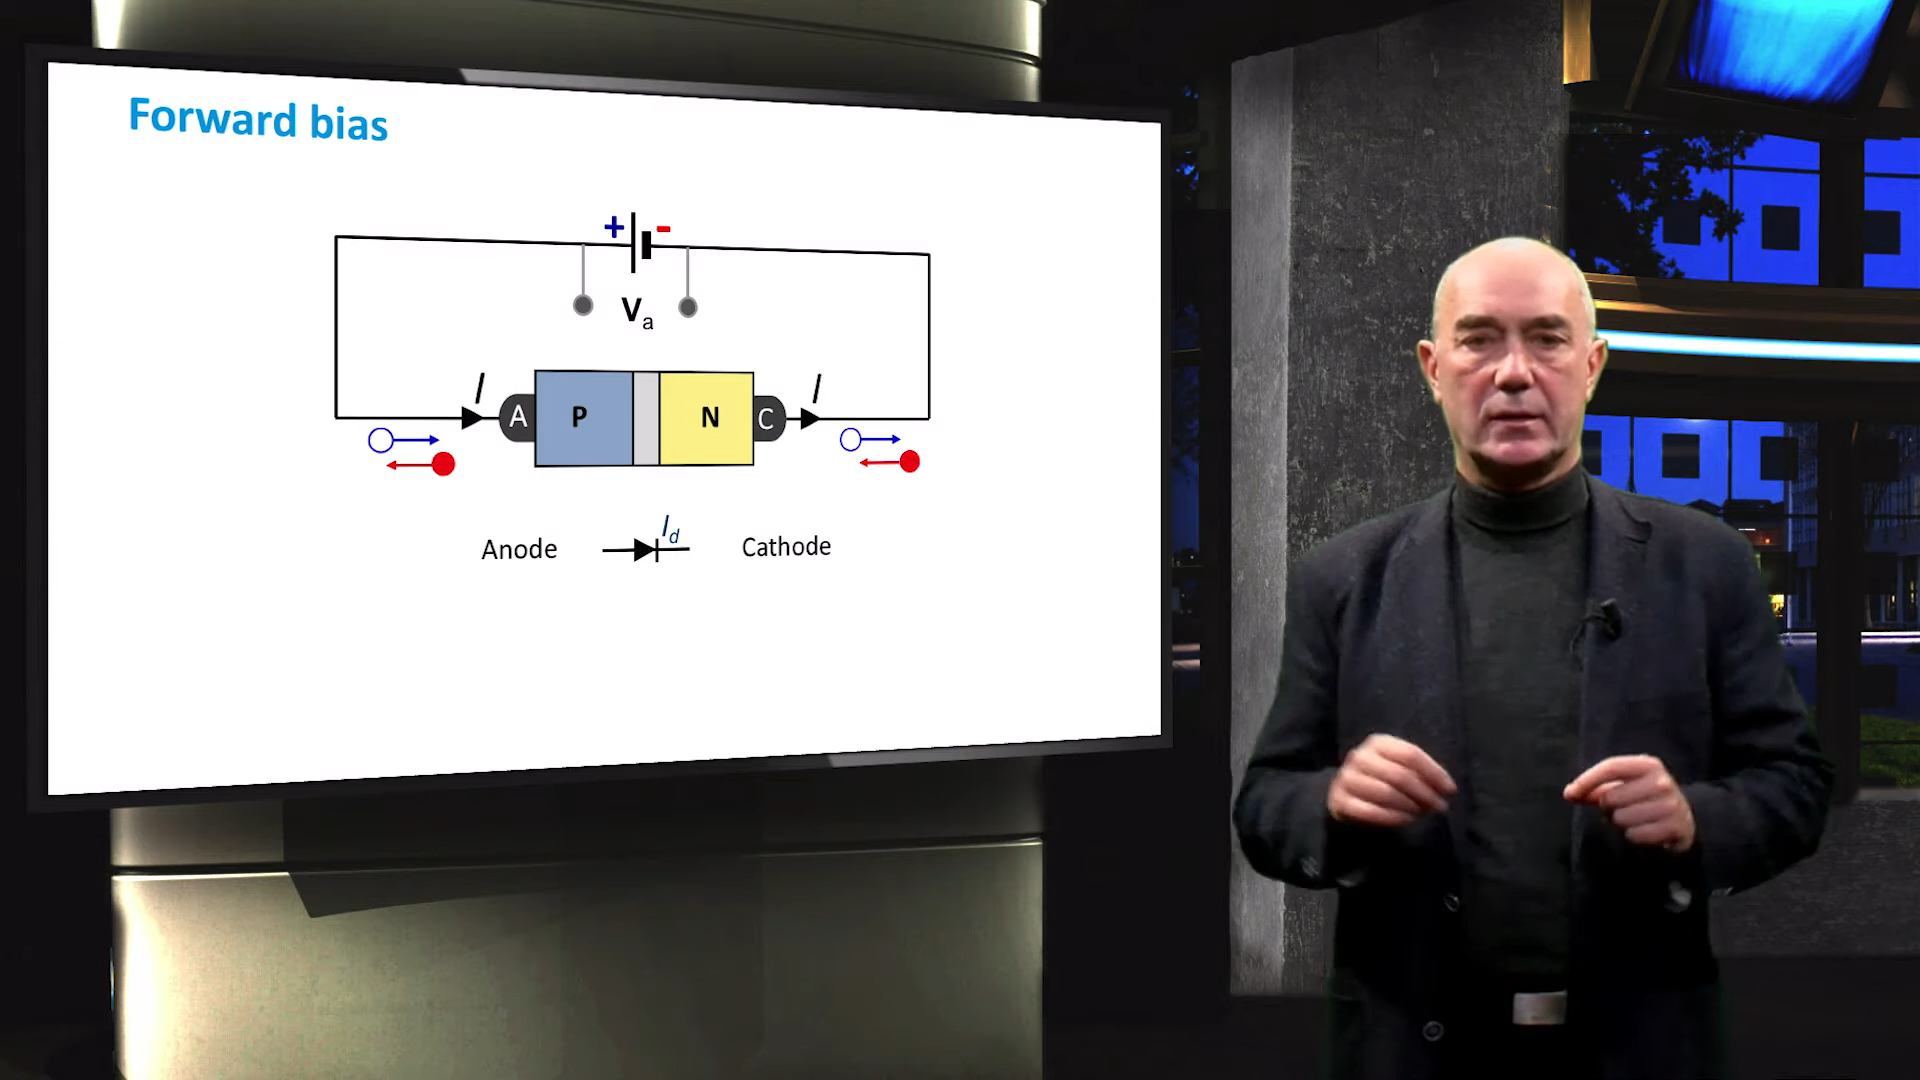 Forward bias
+ -
Va
I I
A P N C
Id
Anode Cathode